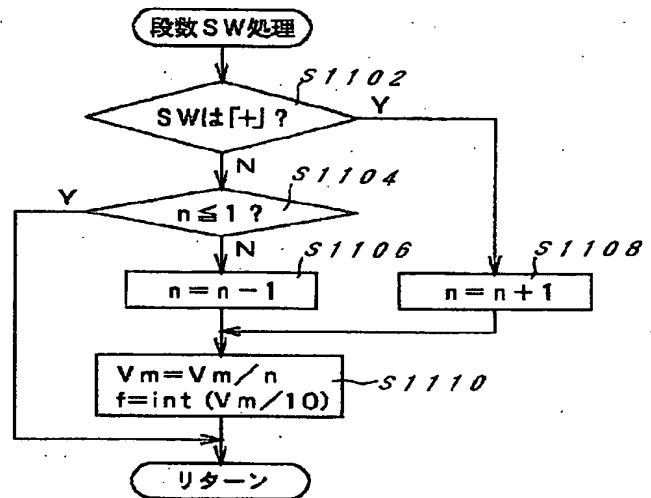 段数SW処理
S1102
SWは「+」?
Y
N
S1104
Y
n≦1?
N
S1106
S1108
n=n-1
n=n+1
Vm=Vm/n
f=int (Vm/10)
S1110
リターン